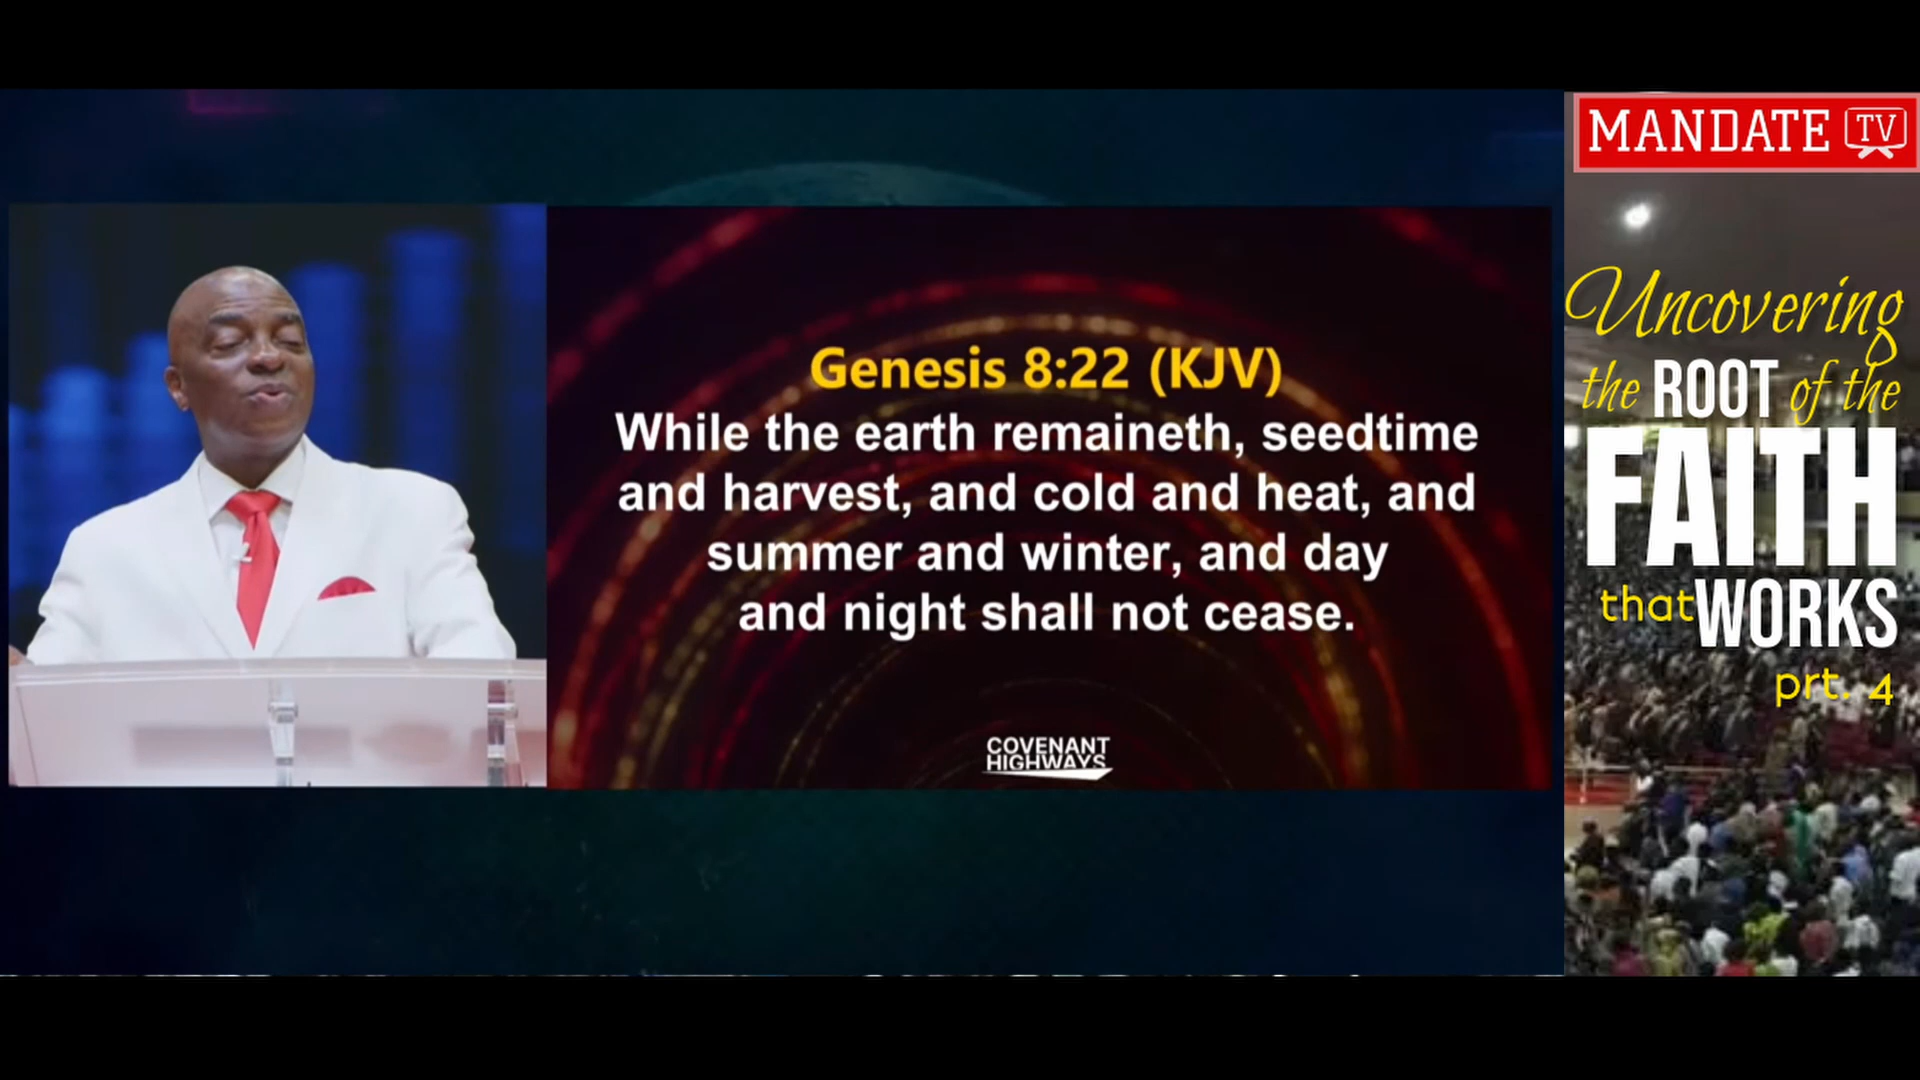 Genesis 8:22 (KJV)
While the earth remaineth, seedtime
and harvest, and cold and heat, and
summer and winter, and day
and night shall not cease.
COVENANT
HIGHWAYS
MANDATE TV
Uncovering
the ROOT of the
FAITH
that WORKS
prt. 4